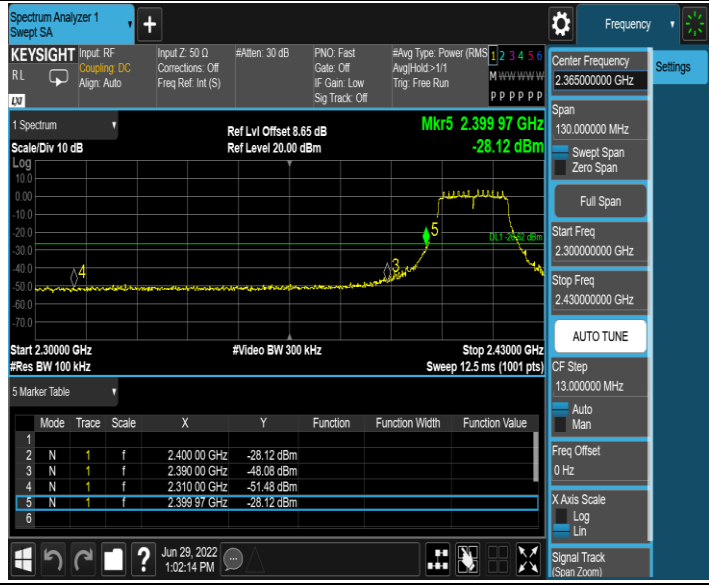 Spectrum Analyzer 1
Swept SA
+
Frequency
KEYSIGHT
RL
LXI
Input: RF
Coupling: DC
Align: Auto
Input Z: 50 Ω
Corrections: Off
Freq Ref: Int (S)
#Atten: 30 dB
PNO: Fast
Gate: Off
IF Gain: Low
Sig Track: Off
#Avg Type: Power (RMS
Avg|Hold:>1/1
Trig: Free Run
1 2 3 4 5 6
M W W W W W
P P P P P P
Center Frequency
2.365000000 GHz
Settings
Span
130.000000 MHz
Swept Span
Zero Span
Full Span
Start Freq
2.300000000 GHz
Stop Freq
2.430000000 GHz
AUTO TUNE
CF Step
13.000000 MHz
Auto
Man
Freq Offset
0 Hz
X Axis Scale
Log
Lin
Signal Track
(Span Zoom)
1 Spectrum
Scale/Div 10 dB
Ref Lvl Offset 8.65 dB
Ref Level 20.00 dBm
Mkr5 2.399 97 GHz
-28.12 dBm
Log
10.0
0.00
-10.0
-20.0
-30.0
-40.0
-50.0
-60.0
-70.0
5
DL1 -26.62 dBm
3
4
Start 2.30000 GHz
#Res BW 100 kHz
#Video BW 300 kHz
Stop 2.43000 GHz
Sweep 12.5 ms (1001 pts)
5 Marker Table
Mode Trace Scale X Y Function Function Width Function Value
1
2 N 1 f 2.400 00 GHz -28.12 dBm
3 N 1 f 2.390 00 GHz -48.08 dBm
4 N 1 f 2.310 00 GHz -51.48 dBm
5 N 1 f 2.399 97 GHz -28.12 dBm
6
?
Jun 29, 2022
1:02:14 PM